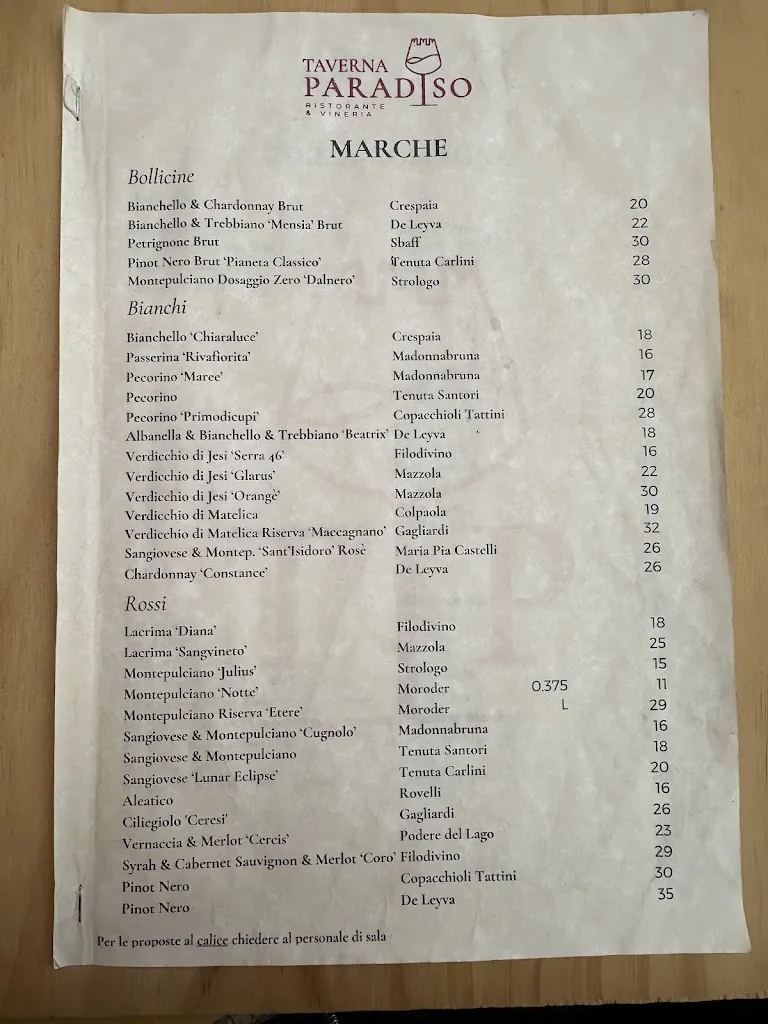 TAVERNA
PARADISO
RISTORANTE
& VINERIA
MARCHE
Bollicine
Bianchello & Chardonnay Brut Crespaia 20
Bianchello & Trebbiano ‘Mensia’ Brut De Leyva 22
Petrignone Brut Sbaff 30
Pinot Nero Brut ‘Pianeta Classico’ Tenuta Carlini 28
Montepulciano Dosaggio Zero ‘Dalnero’ Strologo 30
Bianchi
Bianchello ‘Chiaraluce’ Crespaia 18
Passerina ‘Rivafiorita’ Madonnabruna 16
Pecorino ‘Maree’ Madonnabruna 17
Pecorino Tenuta Santori 20
Pecorino ‘Primodicupi’ Copacchioli Tattini 28
Albanella & Bianchello & Trebbiano ‘Beatrix’ De Leyva 18
Verdicchio di Jesi ‘Serra 46’ Filodivino 16
Verdicchio di Jesi ‘Glarus’ Mazzola 22
Verdicchio di Jesi ‘Orangè’ Mazzola 30
Verdicchio di Matelica Colpaola 19
Verdicchio di Matelica Riserva ‘Maccagnano’ Gagliardi 32
Sangiovese & Montep. ‘Sant’Isidoro’ Rosè Maria Pia Castelli 26
Chardonnay ‘Constance’ De Leyva 26
Rossi
Lacrima ‘Diana’ Filodivino 18
Lacrima ‘Sangvineto’ Mazzola 25
Montepulciano ‘Julius’ Strologo 15
Montepulciano ‘Notte’ Moroder 0.375 11
Montepulciano Riserva ‘Etere’ Moroder L 29
Sangiovese & Montepulciano ‘Cugnolo’ Madonnabruna 16
Sangiovese & Montepulciano Tenuta Santori 18
Sangiovese ‘Lunar Eclipse’ Tenuta Carlini 20
Aleatico Rovelli 16
Ciliegiolo 'Ceresi' Gagliardi 26
Vernaccia & Merlot ‘Cercis’ Podere del Lago 23
Syrah & Cabernet Sauvignon & Merlot ‘Coro’ Filodivino 29
Pinot Nero Copacchioli Tattini 30
Pinot Nero De Leyva 35
Per le proposte al calice chiedere al personale di sala